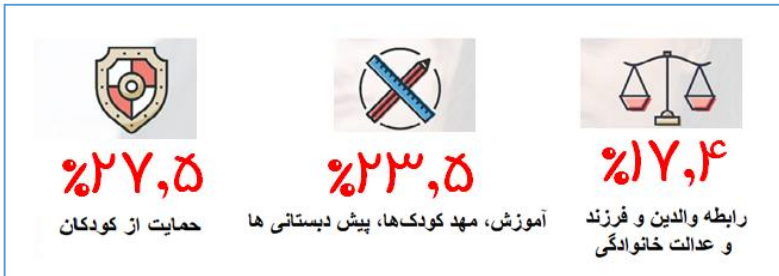 %۱۷,۴
رابطه والدین و فرزند
و عدالت خانوادگی
%۲۳,۵
آموزش، مهد کودک‌ها، پیش دبستانی ها
%۲۷,۵
حمایت از کودکان